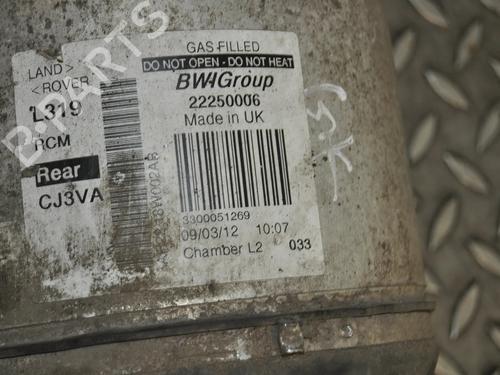 GAS FILLED
LAND >
< ROVER
DO NOT OPEN - DO NOT HEAT
BWIGroup
L319
22250006
Made in UK
RCM
Rear
CJ3VA
3300051269
09/03/12 10:07
Chamber L2 033
B-PARTS